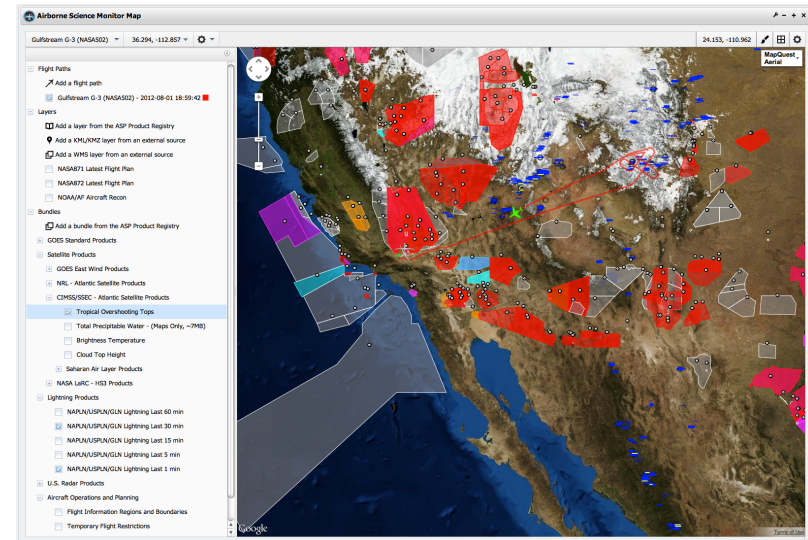 Airborne Science Monitor Map
Gulfstream G-3 (NASA502) 36.294, -112.857 24.153, -110.962
MapQuest Aerial
Flight Paths
Add a flight path
Gulfstream G-3 (NASA502) - 2012-08-01 18:59:42
Layers
Add a layer from the ASP Product Registry
Add a KML/KMZ layer from an external source
Add a WMS layer from an external source
NASA871 Latest Flight Plan
NASA872 Latest Flight Plan
NOAA/AF Aircraft Recon
Bundles
Add a bundle from the ASP Product Registry
GOES Standard Products
Satellite Products
GOES East Wind Products
NRL - Atlantic Satellite Products
CIMSS/SSEC - Atlantic Satellite Products
Tropical Overshooting Tops
Total Precipitable Water - (Maps Only, ~7MB)
Brightness Temperature
Cloud Top Height
Saharan Air Layer Products
NASA LaRC - HS3 Products
Lightning Products
NAPLN/USPLN/GLN Lightning Last 60 min
NAPLN/USPLN/GLN Lightning Last 30 min
NAPLN/USPLN/GLN Lightning Last 15 min
NAPLN/USPLN/GLN Lightning Last 5 min
NAPLN/USPLN/GLN Lightning Last 1 min
U.S. Radar Products
Aircraft Operations and Planning
Flight Information Regions and Boundaries
Temporary Flight Restrictions
Google
Terms of Use